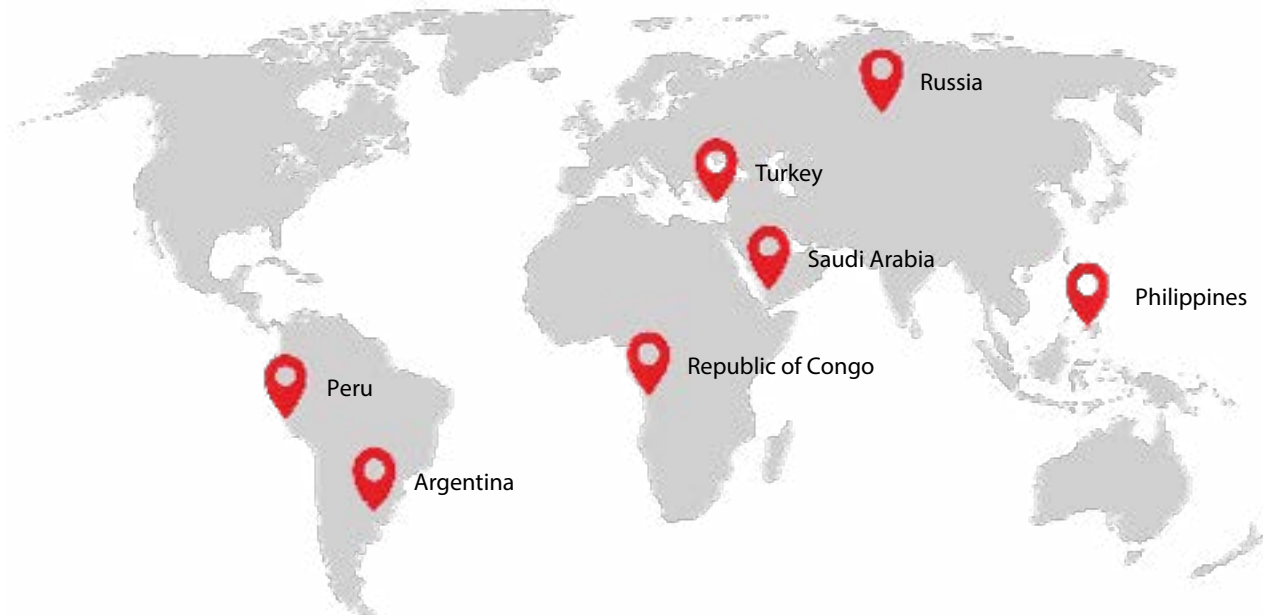 Russia
Turkey
Saudi Arabia
Philippines
Republic of Congo
Peru
Argentina